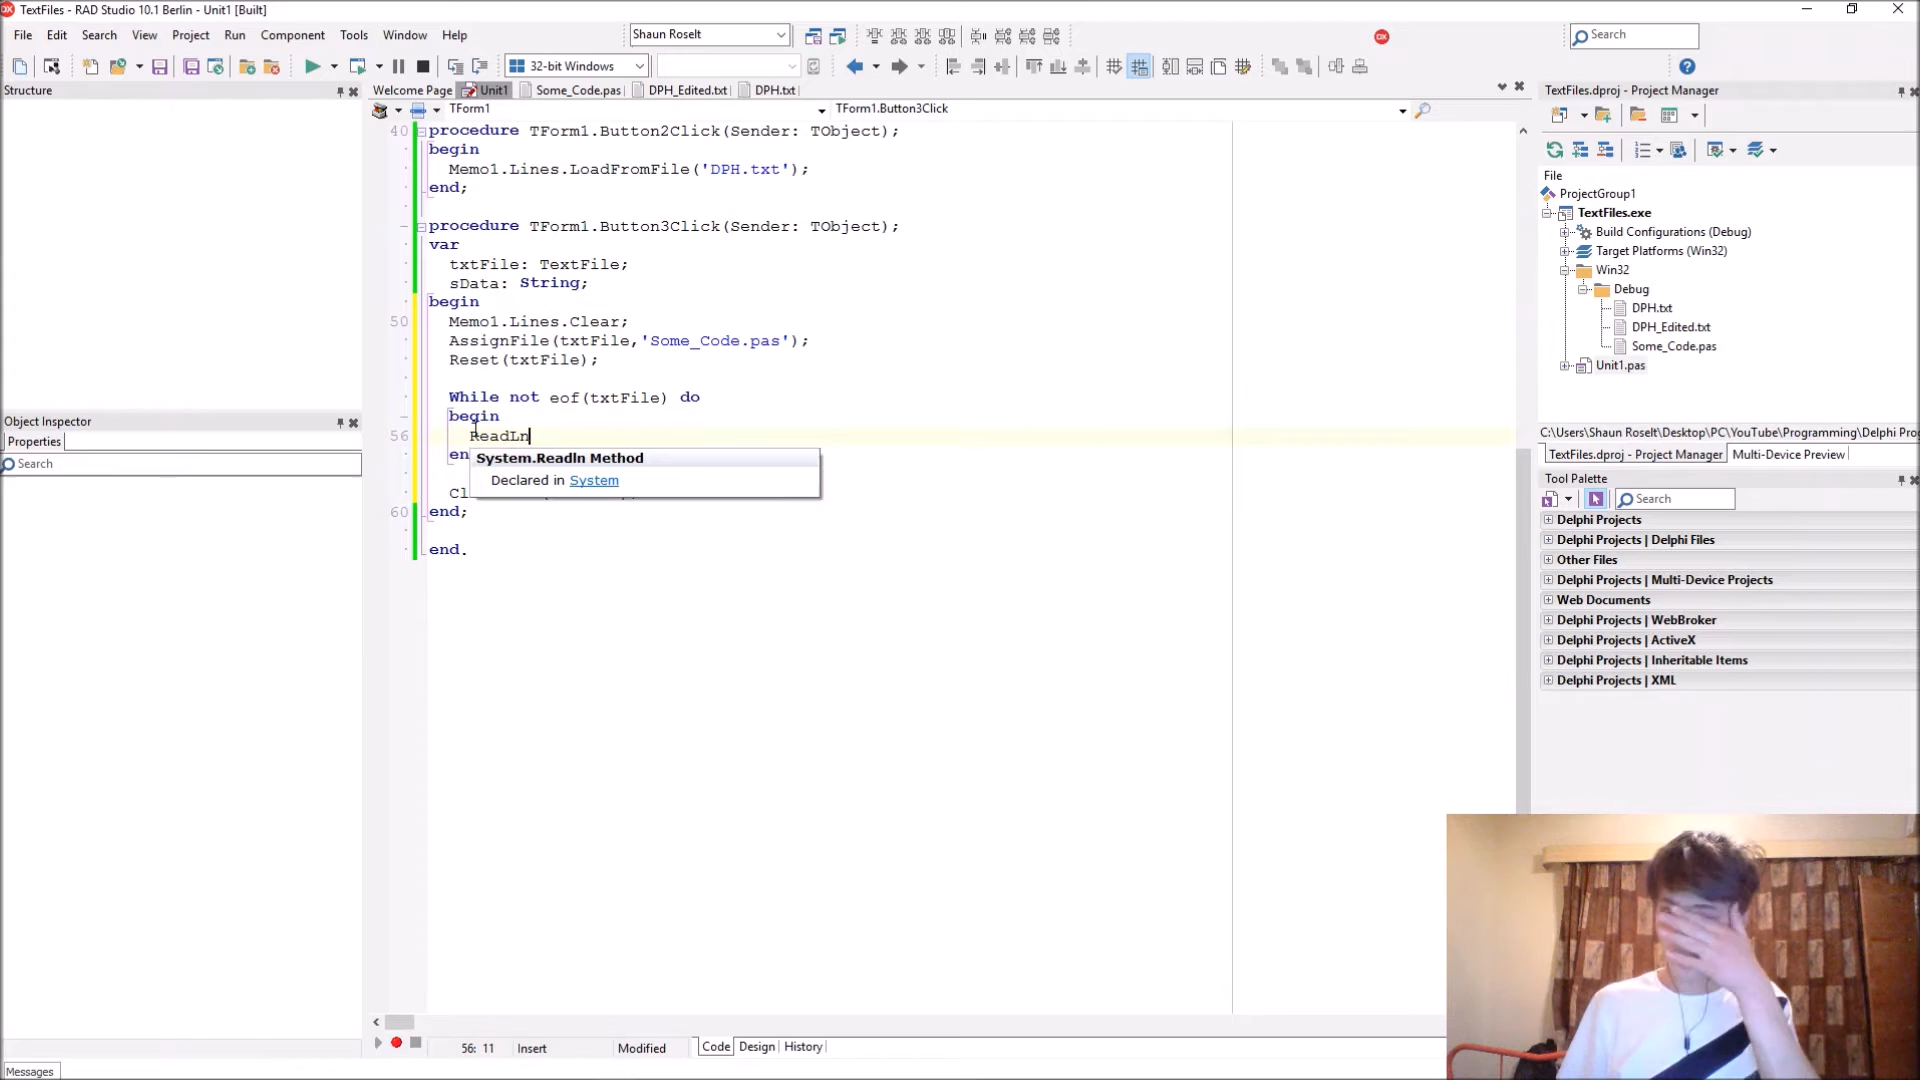 TextFiles - RAD Studio 10.1 Berlin - Unit1 [Built]
File Edit Search View Project Run Component Tools Window Help
Shaun Roselt
Search
32-bit Windows
Structure
Welcome Page Unit1 Some_Code.pas DPH_Edited.txt DPH.txt
TForm1 TForm1.Button3Click
40 procedure TForm1.Button2Click(Sender: TObject);
begin
Memo1.Lines.LoadFromFile('DPH.txt');
end;
procedure TForm1.Button3Click(Sender: TObject);
var
txtFile: TextFile;
sData: String;
begin
50 Memo1.Lines.Clear;
AssignFile(txtFile,'Some_Code.pas');
Reset(txtFile);
While not eof(txtFile) do
begin
56 ReadLn
en
System.Readln Method
Declared in System
Cl
60 end;
end.
Object Inspector
Properties
Search
TextFiles.dproj - Project Manager
File
ProjectGroup1
TextFiles.exe
Build Configurations (Debug)
Target Platforms (Win32)
Win32
Debug
DPH.txt
DPH_Edited.txt
Some_Code.pas
Unit1.pas
C:\Users\Shaun Roselt\Desktop\PC\YouTube\Programming\Delphi Pro
TextFiles.dproj - Project Manager Multi-Device Preview
Tool Palette
Search
Delphi Projects
Delphi Projects | Delphi Files
Other Files
Delphi Projects | Multi-Device Projects
Web Documents
Delphi Projects | WebBroker
Delphi Projects | ActiveX
Delphi Projects | Inheritable Items
Delphi Projects | XML
56: 11 Insert Modified Code Design History
Messages